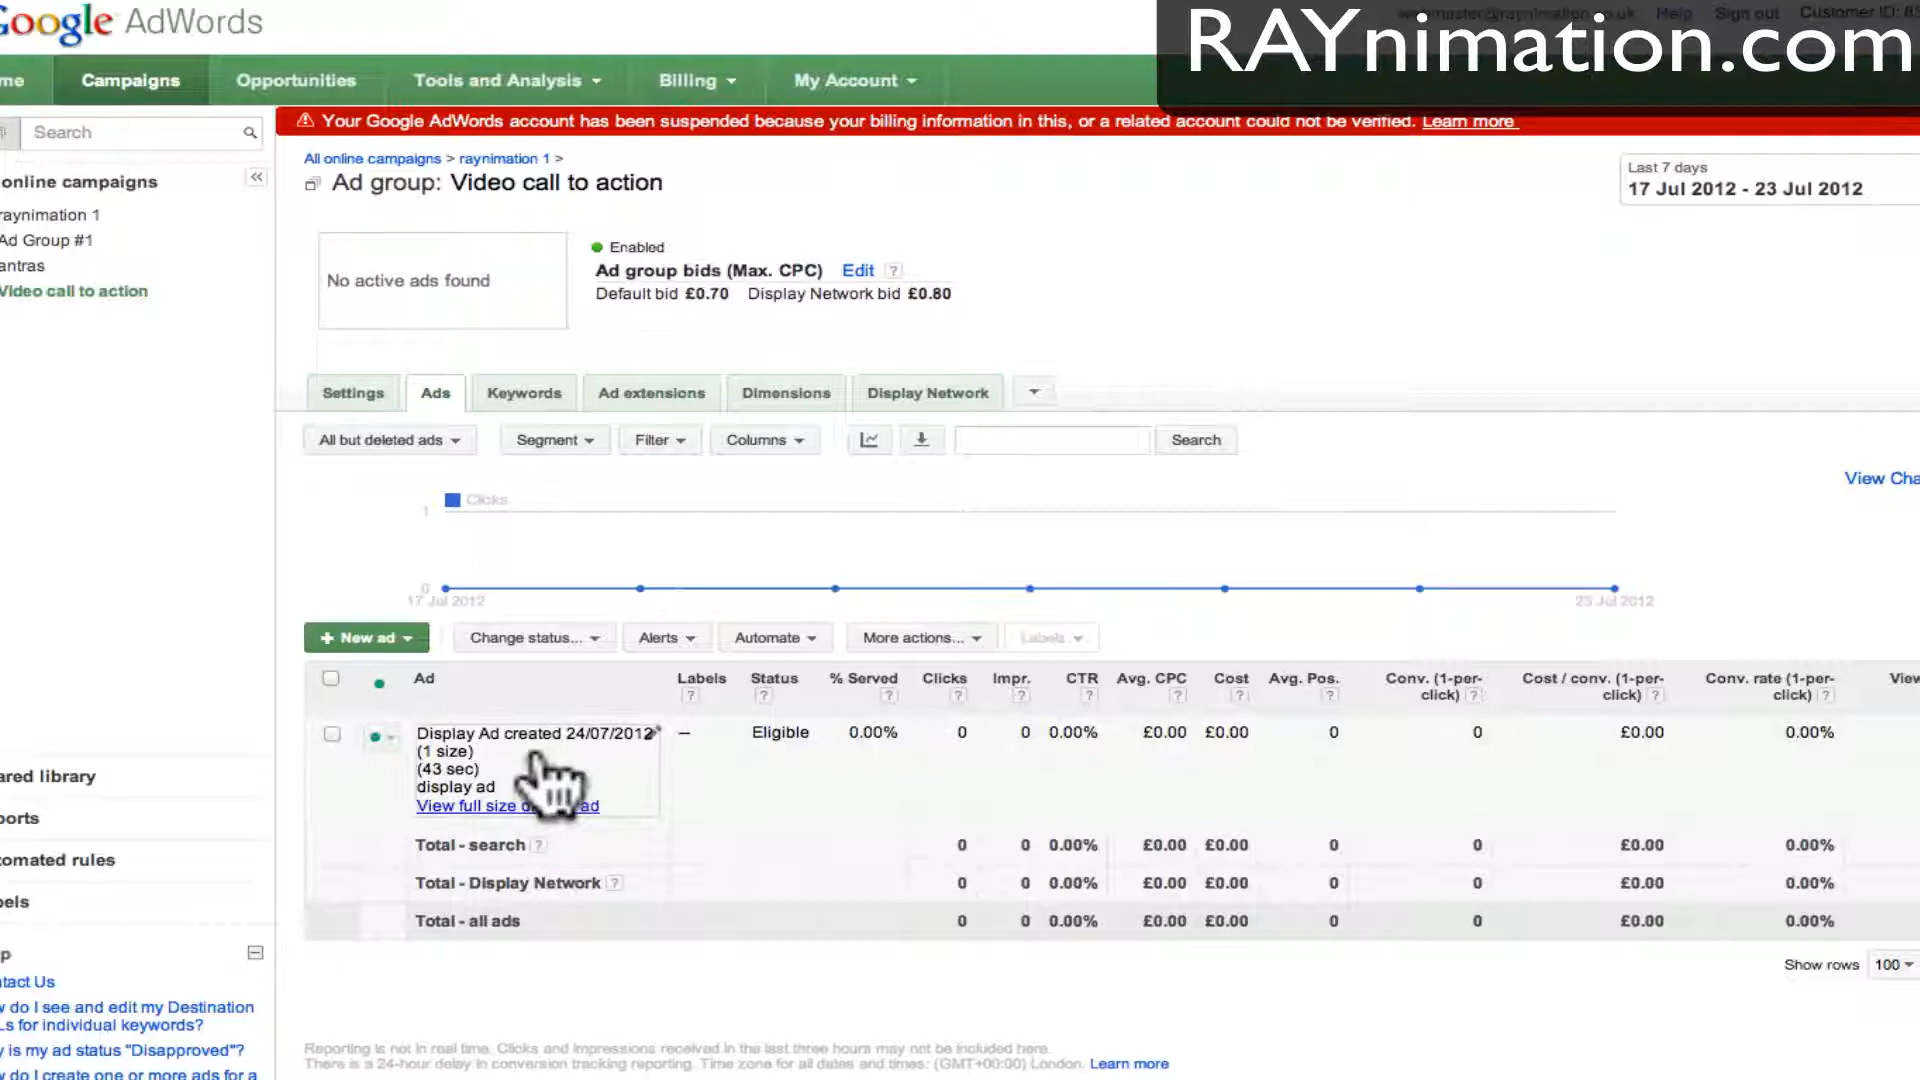 Google AdWords
RAYnimation.com
webmaster@raynimation.co.uk Help Sign out Customer ID: 8
me Campaigns Opportunities Tools and Analysis Billing My Account
Search
Your Google AdWords account has been suspended because your billing information in this, or a related account could not be verified. Learn more
All online campaigns > raynimation 1 >
Ad group: Video call to action
Last 7 days
17 Jul 2012 - 23 Jul 2012
online campaigns
raynimation 1
Ad Group #1
antras
Video call to action
No active ads found
Enabled
Ad group bids (Max. CPC) Edit ?
Default bid £0.70 Display Network bid £0.80
Settings Ads Keywords Ad extensions Dimensions Display Network
All but deleted ads Segment Filter Columns Search
View Cha
Clicks
1
0
17 Jul 2012 23 Jul 2012
+ New ad Change status... Alerts Automate More actions... Labels
Ad Labels ? Status ? % Served ? Clicks ? Impr. ? CTR ? Avg. CPC ? Cost ? Avg. Pos. ? Conv. (1-per-click) ? Cost / conv. (1-per-click) ? Conv. rate (1-per-click) ? View
Display Ad created 24/07/2012 -- Eligible 0.00% 0 0 0.00% £0.00 £0.00 0 0 £0.00 0.00%
(1 size)
(43 sec)
display ad
View full size ad
Total - search ? 0 0 0.00% £0.00 £0.00 0 0 £0.00 0.00%
Total - Display Network ? 0 0 0.00% £0.00 £0.00 0 0 £0.00 0.00%
Total - all ads 0 0 0.00% £0.00 £0.00 0 0 £0.00 0.00%
Show rows 100
ared library
ports
tomated rules
bels
p
tact Us
w do I see and edit my Destination
Ls for individual keywords?
y is my ad status "Disapproved"?
w do I create one or more ads for a
Reporting is not in real time. Clicks and impressions received in the last three hours may not be included here.
There is a 24-hour delay in conversion tracking reporting. Time zone for all dates and times: (GMT+00:00) London. Learn more